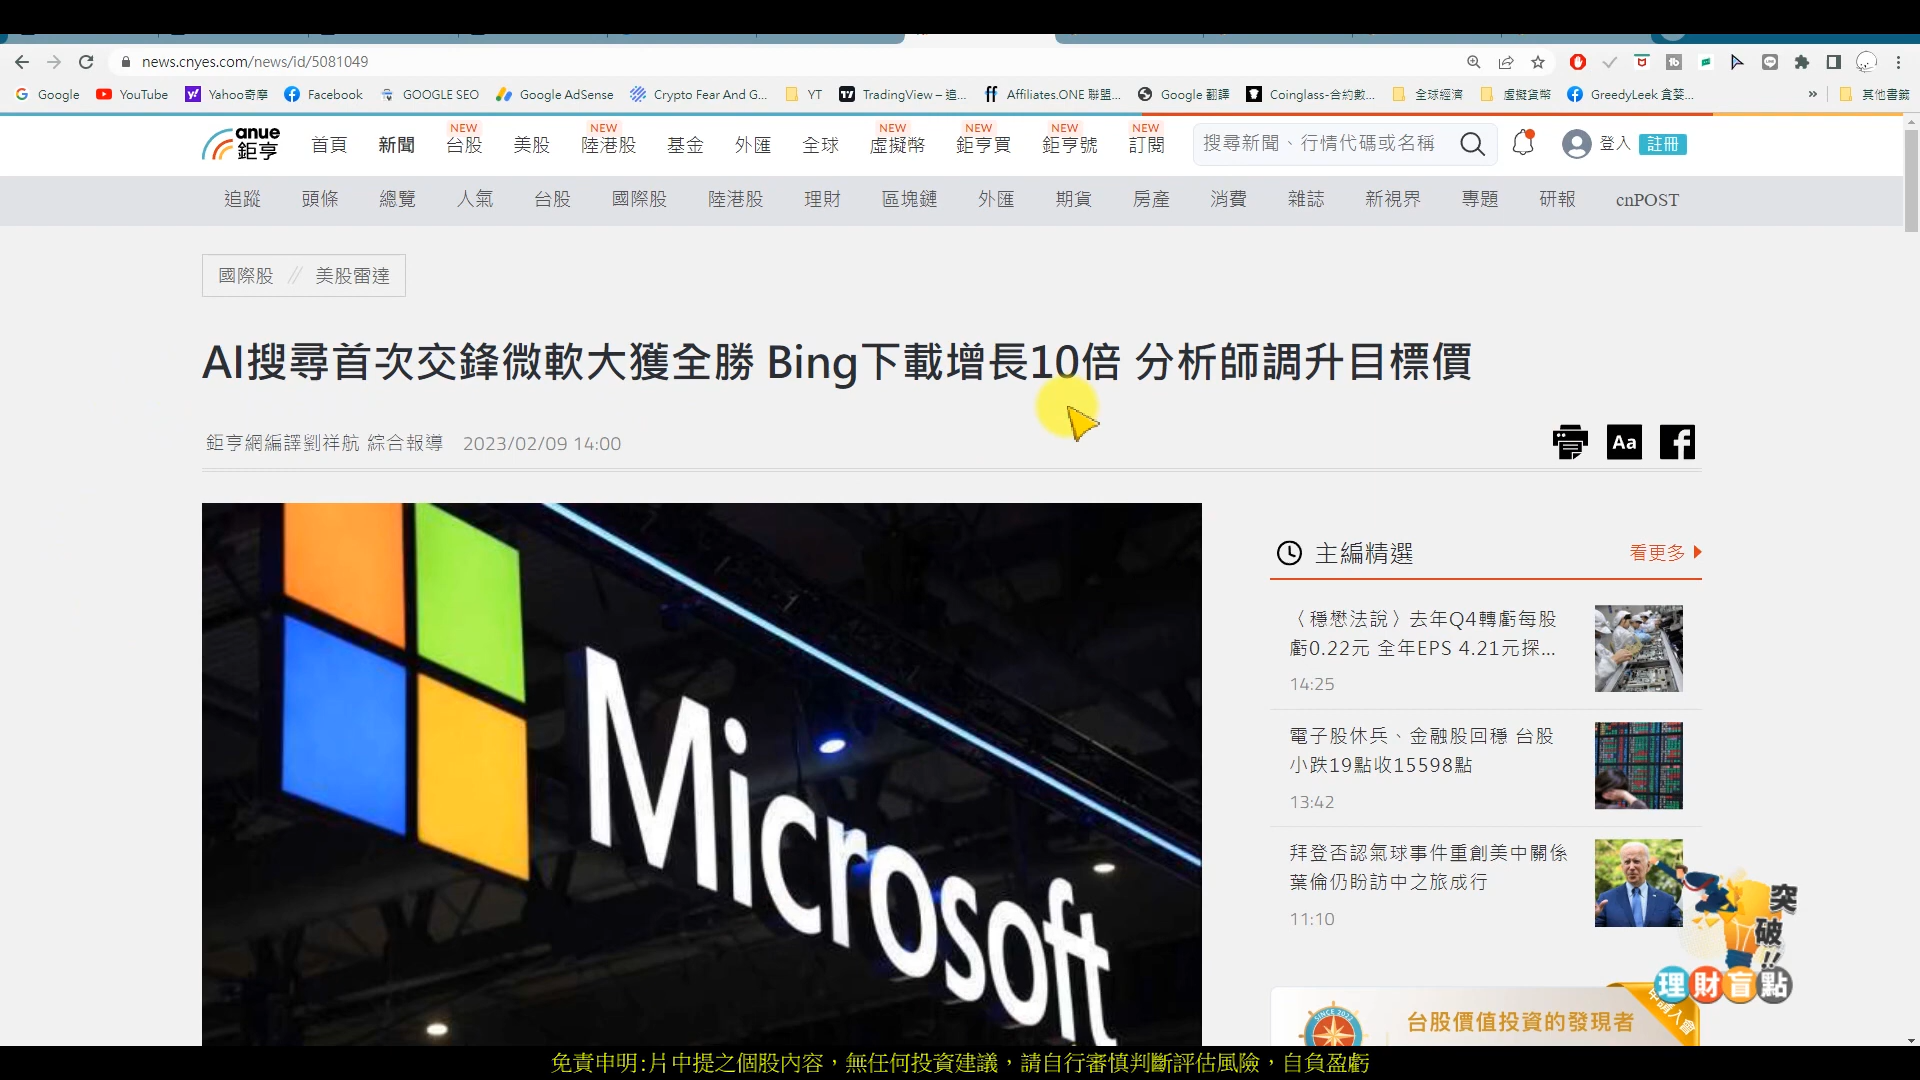 news.cnyes.com/news/id/5081049
Google YouTube Yahoo奇摩 Facebook GOOGLE SEO Google AdSense Crypto Fear And G... YT TradingView – 追... Affiliates.ONE 聯盟... Google 翻譯 Coinglass-合約數... 全球經濟 虛擬貨幣 GreedyLeek 貪婪... » 其他書籤
anue
鉅亨
首頁 新聞 NEW 台股 美股 NEW 陸港股 基金 外匯 全球 NEW 虛擬幣 NEW 鉅亨買 NEW 鉅亨號 NEW 訂閱 搜尋新聞、行情代碼或名稱 登入 註冊
追蹤 頭條 總覽 人氣 台股 國際股 陸港股 理財 區塊鏈 外匯 期貨 房產 消費 雜誌 新視界 專題 研報 cnPOST
國際股 // 美股雷達
AI搜尋首次交鋒微軟大獲全勝 Bing下載增長10倍 分析師調升目標價
鉅亨網編譯劉祥航 綜合報導 2023/02/09 14:00
Aa
Microsoft
主編精選 看更多
〈穩懋法說〉去年Q4轉虧每股
虧0.22元 全年EPS 4.21元探...
14:25
電子股休兵、金融股回穩 台股
小跌19點收15598點
13:42
拜登否認氣球事件重創美中關係
葉倫仍盼訪中之旅成行
11:10
突破!!
理財盲點
SINCE 2022
台股價值投資的發現者
免責申明:片中提之個股內容，無任何投資建議，請自行審慎判斷評估風險，自負盈虧